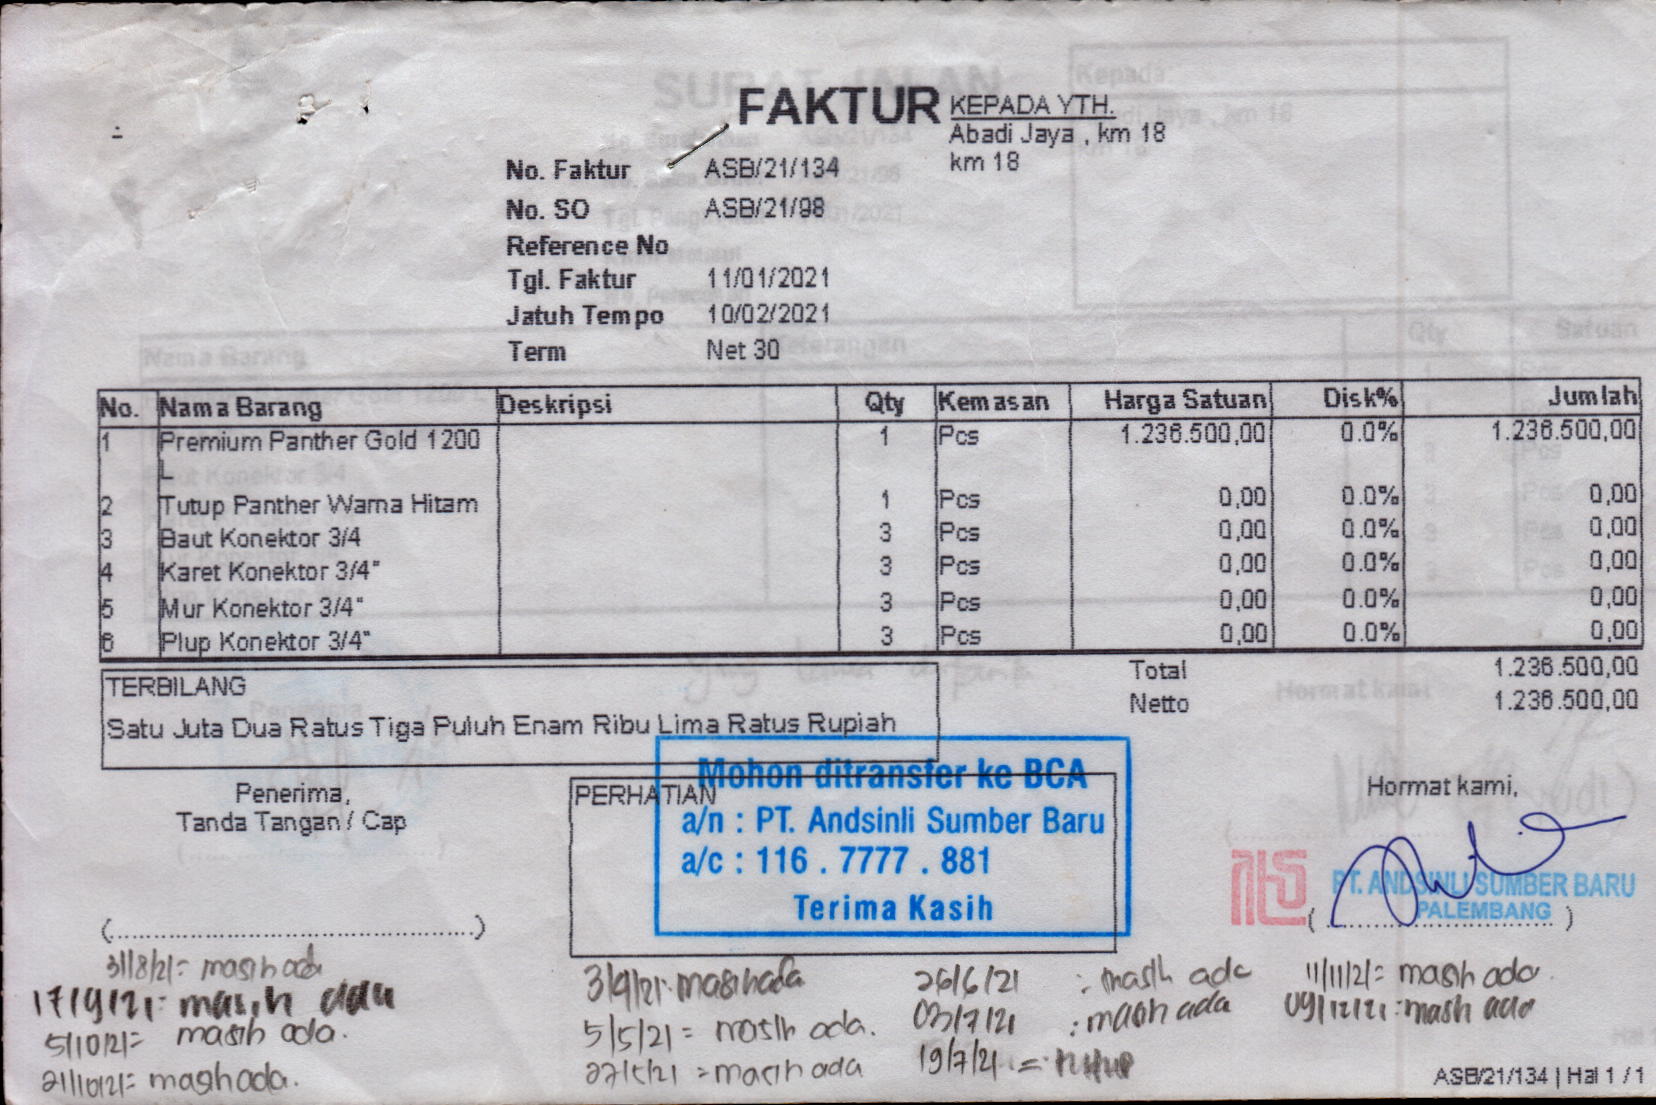 FAKTUR
KEPADA YTH.
Abadi Jaya , km 18
km 18
No. Faktur ASB/21/134
No. SO ASB/21/98
Reference No
Tgl. Faktur 11/01/2021
Jatuh Tempo 10/02/2021
Term Net 30
No. Nama Barang Deskripsi Qty Kemasan Harga Satuan Disk% Jumlah
1 Premium Panther Gold 1200 1 Pcs 1.236.500,00 0.0% 1.236.500,00
L
2 Tutup Panther Warna Hitam 1 Pcs 0,00 0.0% 0,00
3 Baut Konektor 3/4 3 Pcs 0,00 0.0% 0,00
4 Karet Konektor 3/4" 3 Pcs 0,00 0.0% 0,00
5 Mur Konektor 3/4" 3 Pcs 0,00 0.0% 0,00
6 Plup Konektor 3/4" 3 Pcs 0,00 0.0% 0,00
Total 1.236.500,00
Netto 1.236.500,00
TERBILANG
Satu Juta Dua Ratus Tiga Puluh Enam Ribu Lima Ratus Rupiah
Penerima,
Tanda Tangan / Cap
(..................................................)
PERHATIAN
Mohon ditransfer ke BCA
a/n : PT. Andsinli Sumber Baru
a/c : 116 . 7777 . 881
Terima Kasih
Hormat kami,
PT. ANDSINLI SUMBER BARU
PALEMBANG
(..................................)
31/8/21= masih ada
17/9/21= masih ada
5/10/21= masih ada.
21/10/21= masih ada.
3/4/21= masih ada
5/5/21= masih ada.
27/5/21 = masih ada
26/6/21 : masih ada
03/7/21 : masih ada
19/7/21 = tutup
11/11/21= masih ada.
09/12/21= masih ada
ASB/21/134 | Hal 1 / 1